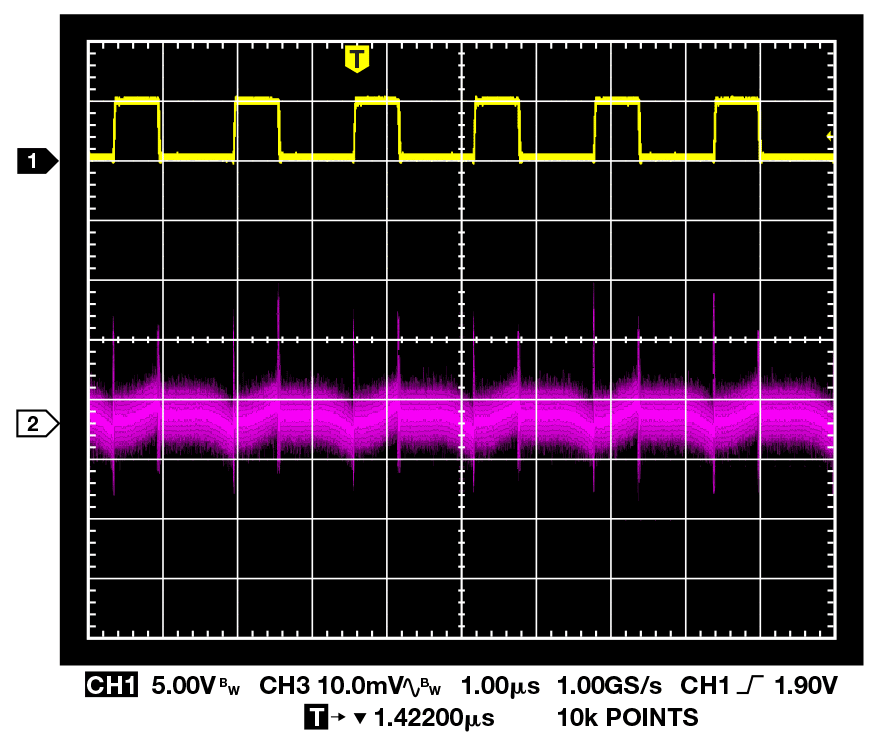 T
1
2
CH1 5.00V BW CH3 10.0mV BW 1.00μs 1.00GS/s CH1 1.90V
T → ▼ 1.42200μs 10k POINTS